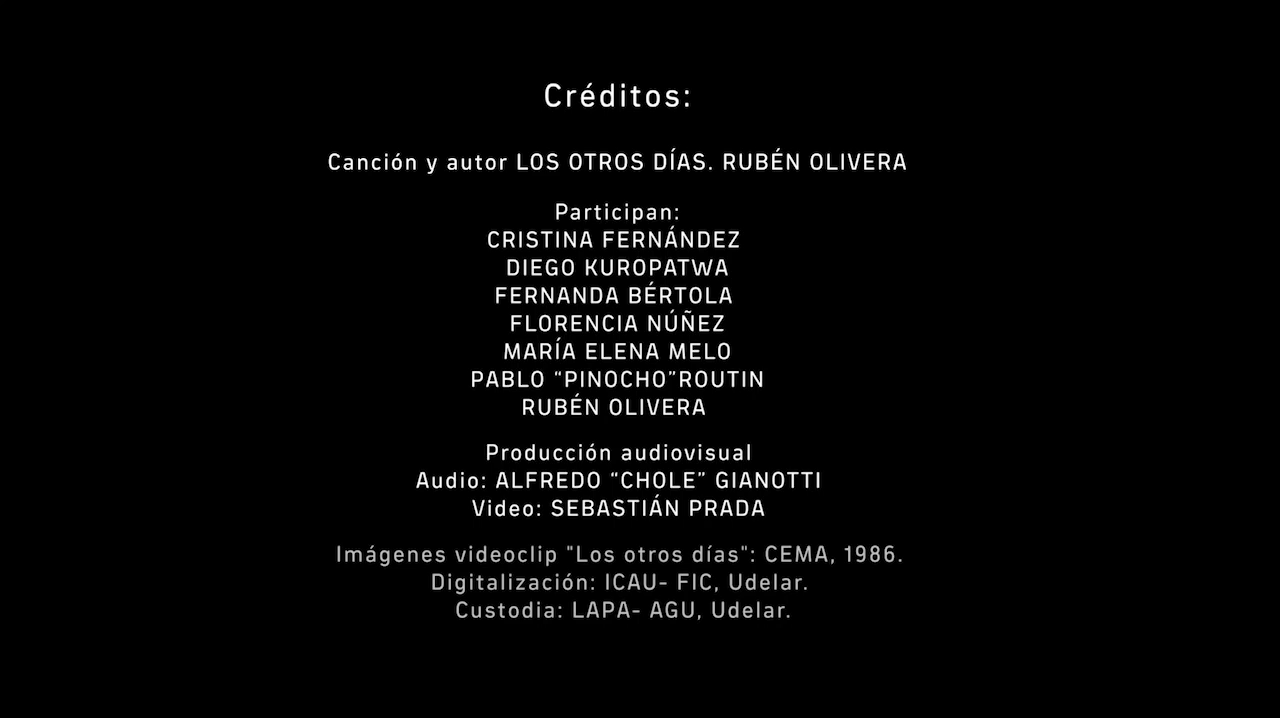 Créditos:
Canción y autor LOS OTROS DÍAS. RUBÉN OLIVERA
Participan:
CRISTINA FERNÁNDEZ
DIEGO KUROPATWA
FERNANDA BÉRTOLA
FLORENCIA NÚÑEZ
MARÍA ELENA MELO
PABLO “PINOCHO”ROUTIN
RUBÉN OLIVERA
Producción audiovisual
Audio: ALFREDO “CHOLE” GIANOTTI
Video: SEBASTIÁN PRADA
Imágenes videoclip "Los otros días": CEMA, 1986.
Digitalización: ICAU- FIC, Udelar.
Custodia: LAPA- AGU, Udelar.